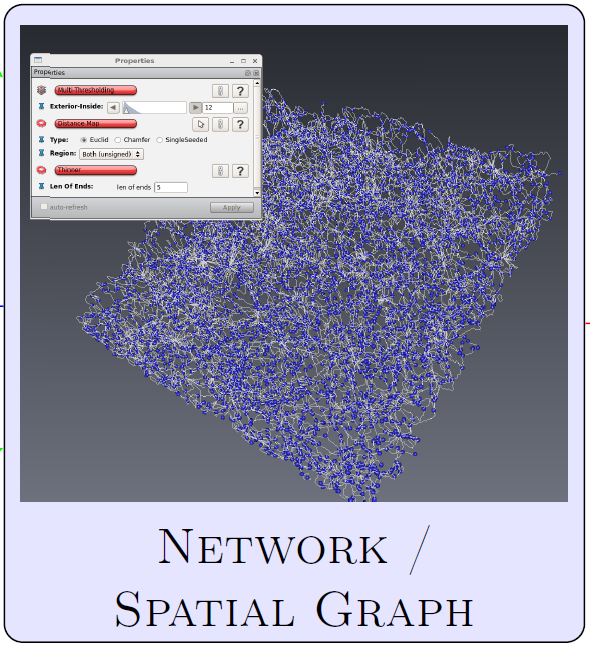 Properties
Properties
Multi-Thresholding
?
Exterior-Inside:
12
...
Distance Map
?
Type: Euclid Chamfer SingleSeeded
Region: Both (unsigned)
Thinner
?
Len Of Ends: len of ends 5
auto-refresh Apply
NETWORK /
SPATIAL GRAPH